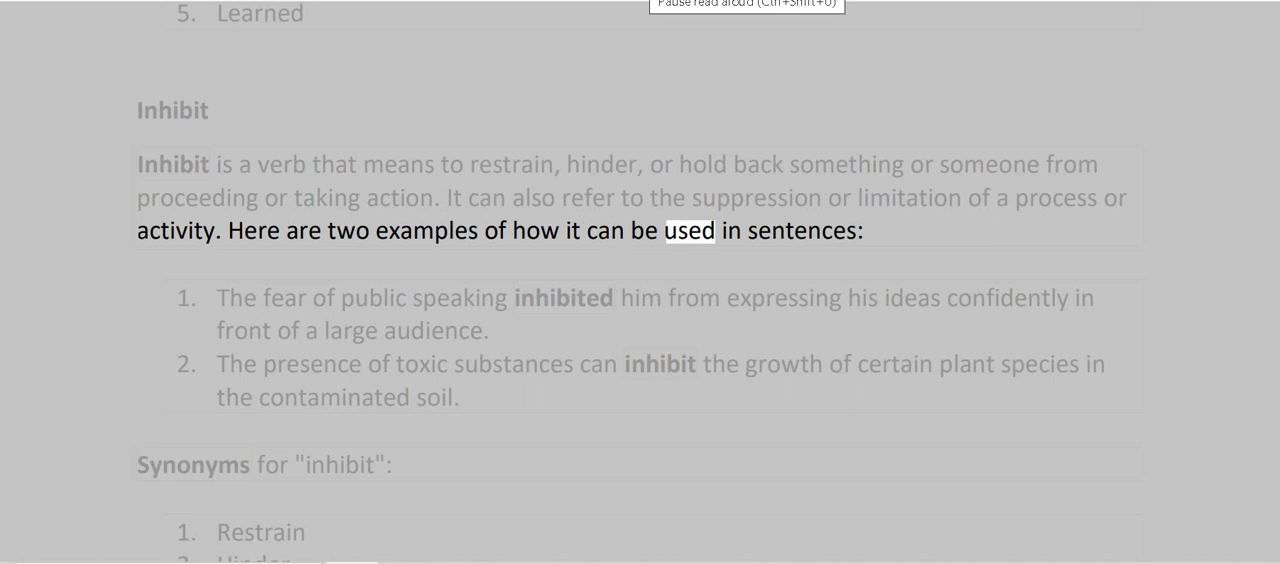 Pause read aloud (Ctrl+Shift+U)
5. Learned
Inhibit
Inhibit is a verb that means to restrain, hinder, or hold back something or someone from
proceeding or taking action. It can also refer to the suppression or limitation of a process or
activity. Here are two examples of how it can be used in sentences:
1. The fear of public speaking inhibited him from expressing his ideas confidently in
front of a large audience.
2. The presence of toxic substances can inhibit the growth of certain plant species in
the contaminated soil.
Synonyms for "inhibit":
1. Restrain
2. Hinder